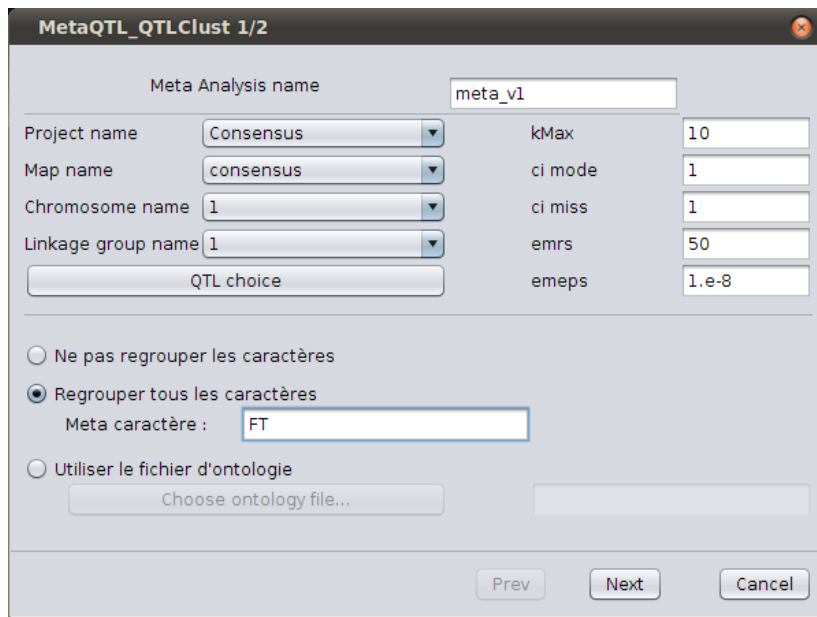 MetaQTL_QTLClust 1/2
Meta Analysis name meta_v1
Project name Consensus kMax 10
Map name consensus ci mode 1
Chromosome name 1 ci miss 1
Linkage group name 1 emrs 50
QTL choice emeps 1.e-8
Ne pas regrouper les caractères
Regrouper tous les caractères
Meta caractère : FT
Utiliser le fichier d'ontologie
Choose ontology file...
Prev Next Cancel